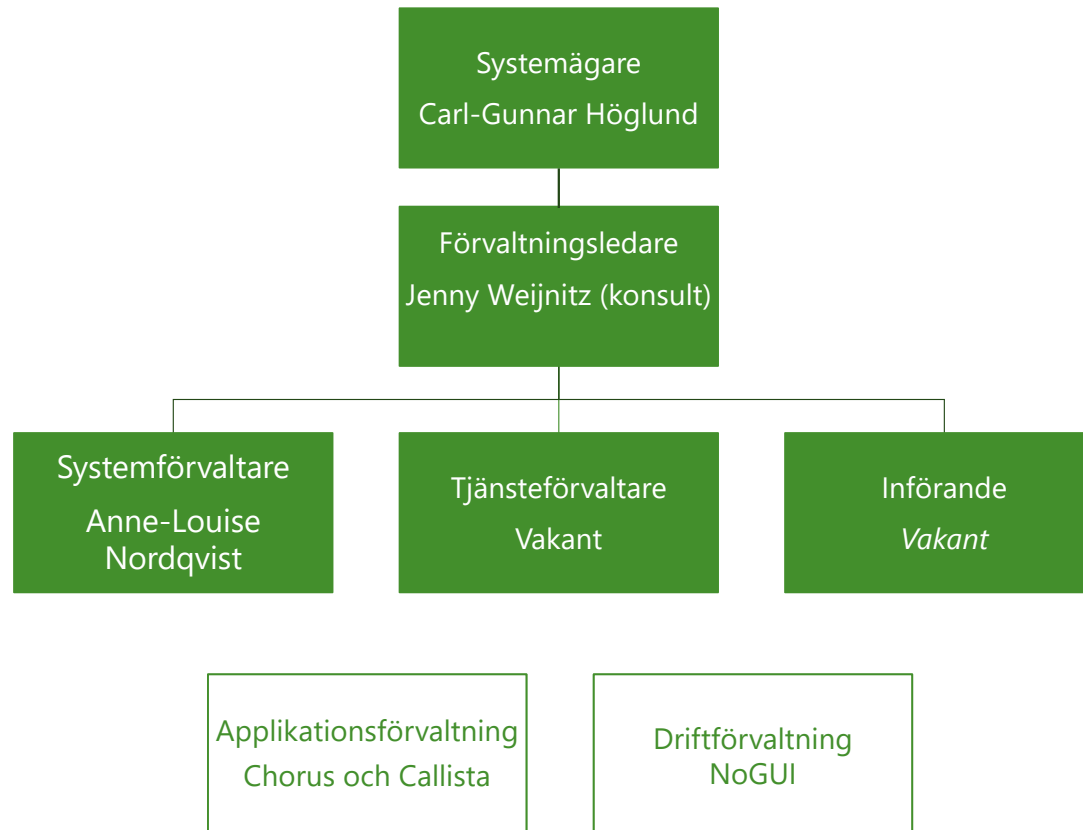 Systemägare
Carl-Gunnar Höglund
Förvaltningsledare
Jenny Weijnitz (konsult)
Systemförvaltare
Anne-Louise
Nordqvist
Tjänsteförvaltare
Vakant
Införande
Vakant
Applikationsförvaltning
Chorus och Callista
Driftförvaltning
NoGUI